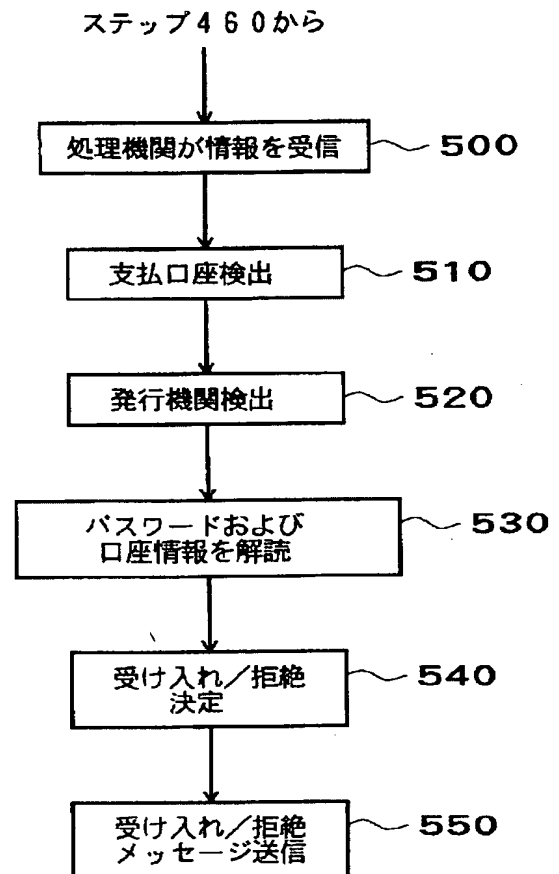 ステップ460から
処理機関が情報を受信 500
支払口座検出 510
発行機関検出 520
パスワードおよび
口座情報を解読 530
受け入れ/拒絶
決定 540
受け入れ/拒絶
メッセージ送信 550